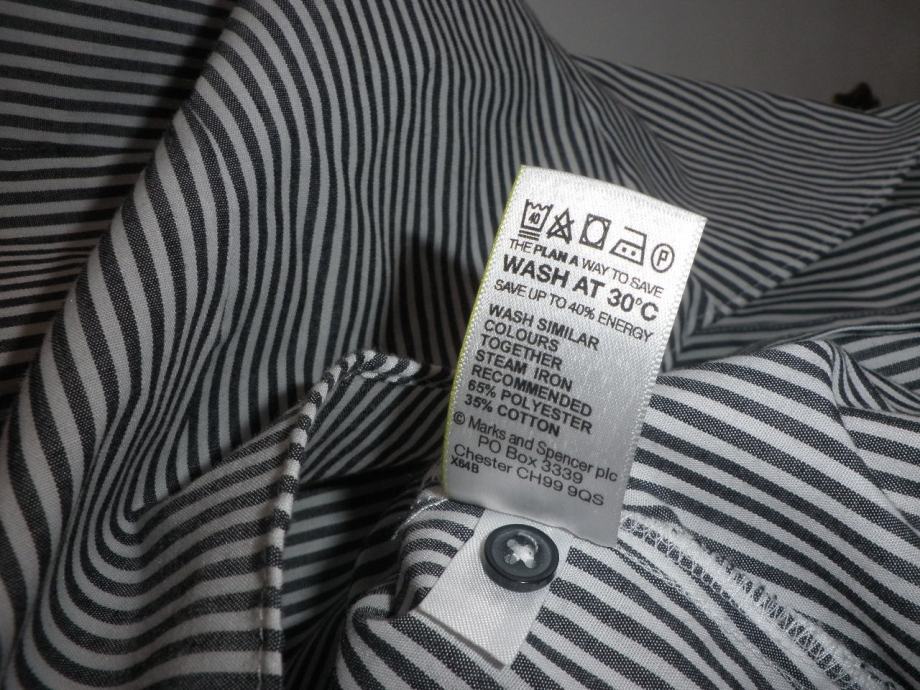 40 P
THE PLAN A WAY TO SAVE
WASH AT 30°C
SAVE UP TO 40% ENERGY
WASH SIMILAR
COLOURS
TOGETHER
STEAM IRON
RECOMMENDED
65% POLYESTER
35% COTTON
© Marks and Spencer plc
PO Box 3339
Chester CH99 9QS
X64B